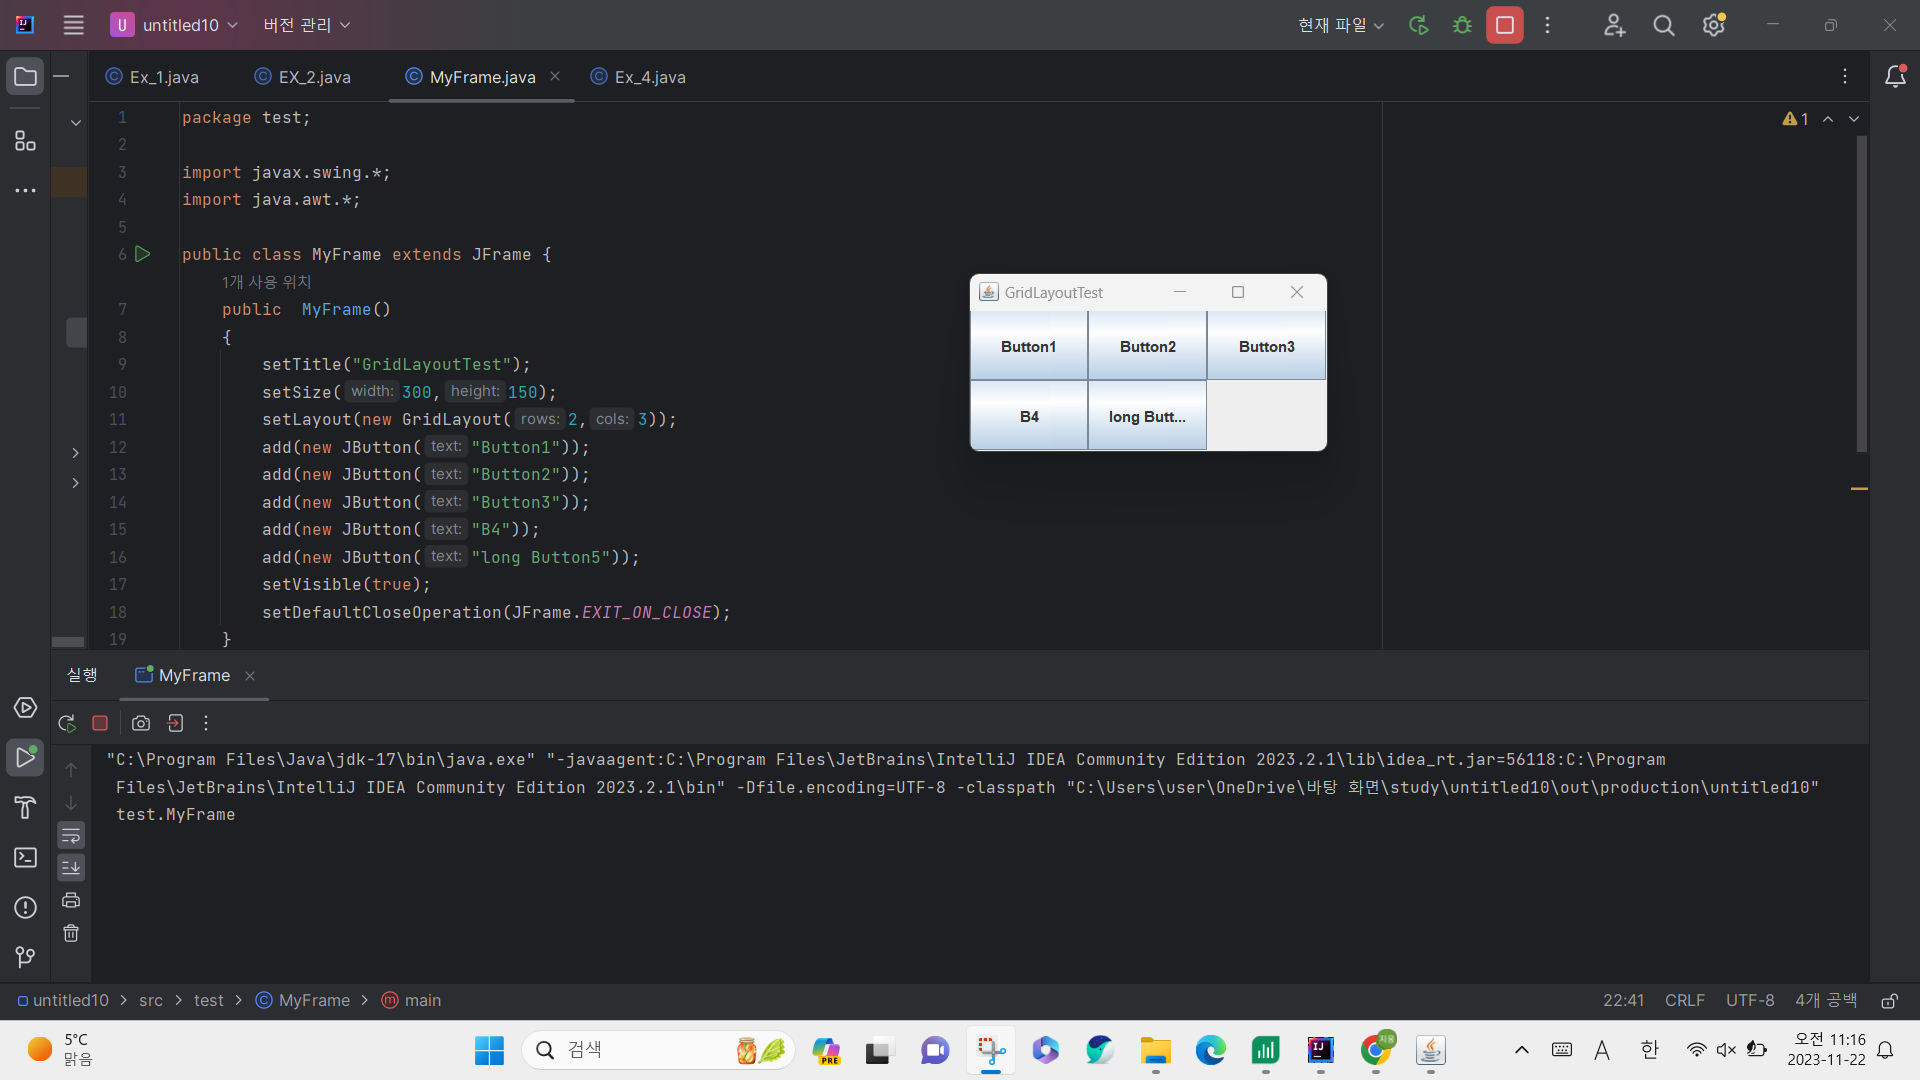 U untitled10 버전 관리 현재 파일
Ex_1.java EX_2.java MyFrame.java Ex_4.java
1 package test; 1
2
3 import javax.swing.*;
4 import java.awt.*;
5
6 public class MyFrame extends JFrame {
1개 사용 위치
7 public MyFrame()
8 {
9 setTitle("GridLayoutTest");
10 setSize( width: 300, height: 150);
11 setLayout(new GridLayout( rows: 2, cols: 3));
12 add(new JButton( text: "Button1"));
13 add(new JButton( text: "Button2"));
14 add(new JButton( text: "Button3"));
15 add(new JButton( text: "B4"));
16 add(new JButton( text: "long Button5"));
17 setVisible(true);
18 setDefaultCloseOperation(JFrame.EXIT_ON_CLOSE);
19 }
GridLayoutTest
Button1 Button2 Button3
B4 long Butt...
실행 MyFrame
"C:\Program Files\Java\jdk-17\bin\java.exe" "-javaagent:C:\Program Files\JetBrains\IntelliJ IDEA Community Edition 2023.2.1\lib\idea_rt.jar=56118:C:\Program
Files\JetBrains\IntelliJ IDEA Community Edition 2023.2.1\bin" -Dfile.encoding=UTF-8 -classpath "C:\Users\user\OneDrive\바탕 화면\study\untitled10\out\production\untitled10"
test.MyFrame
untitled10 > src > test > C MyFrame > m main 22:41 CRLF UTF-8 4개 공백
5°C
맑음
검색
PRE
IJ
지용
A 한
오전 11:16
2023-11-22